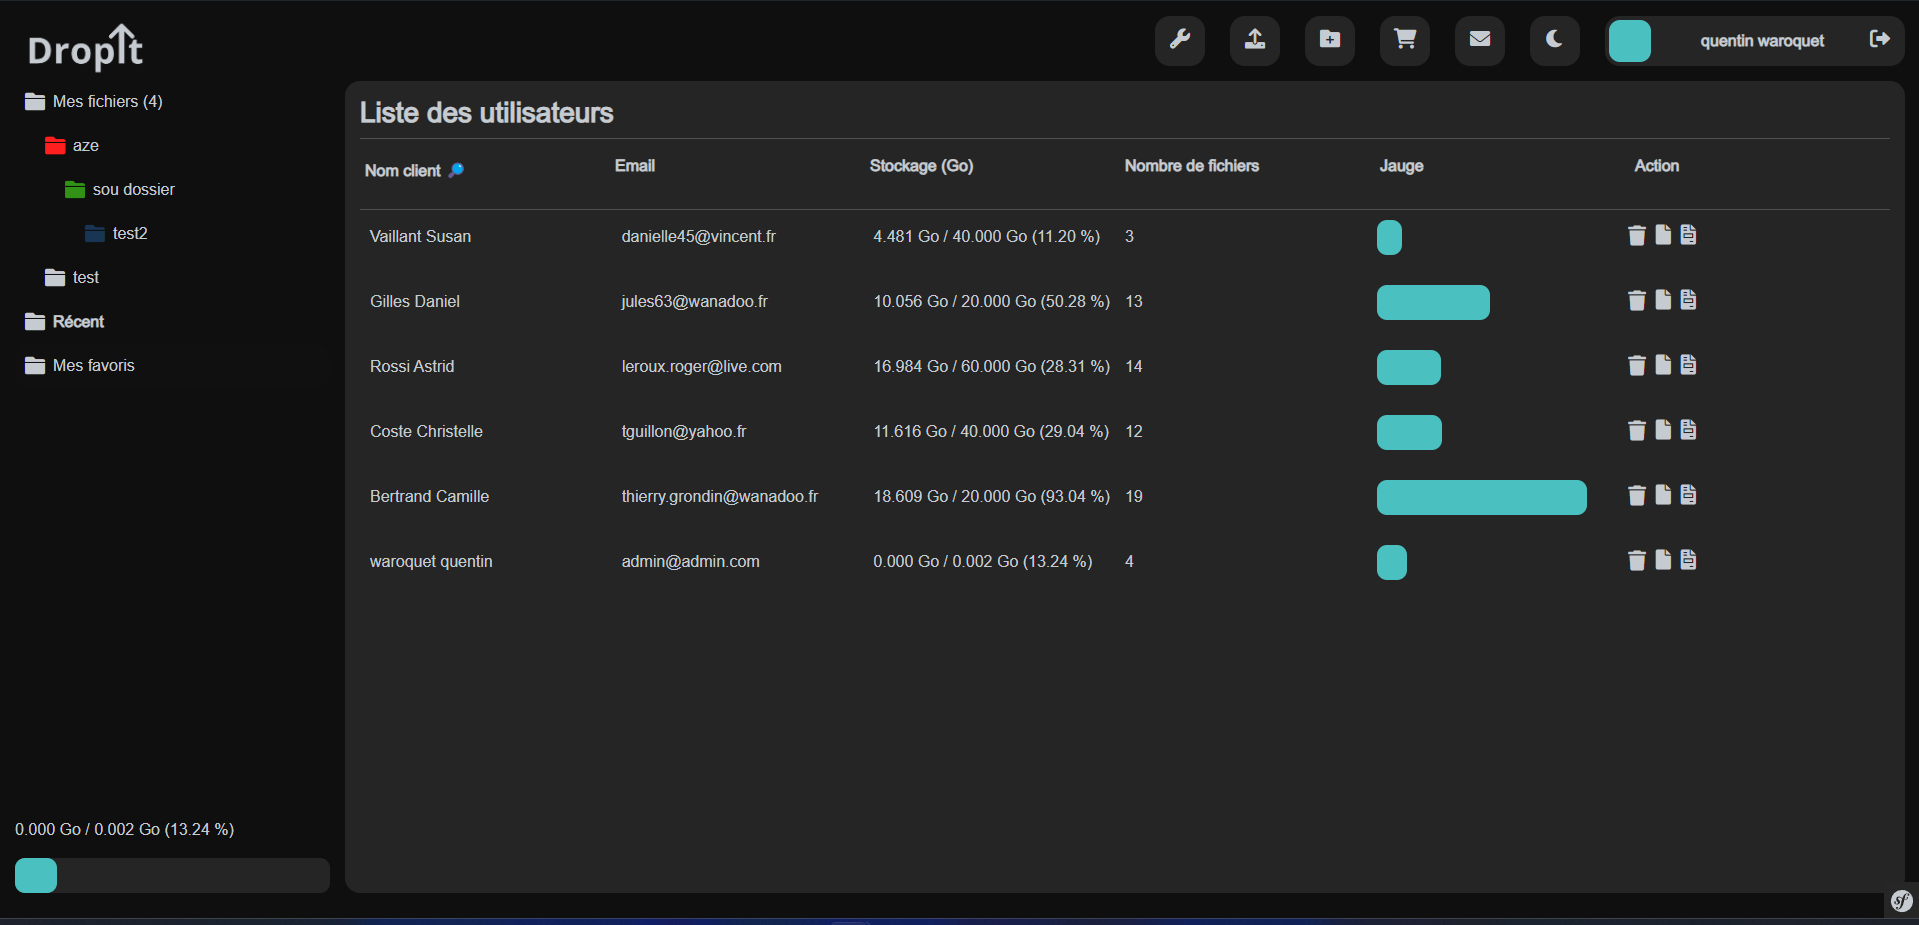 DropIt
quentin waroquet
Mes fichiers (4)
aze
sou dossier
test2
test
Récent
Mes favoris
0.000 Go / 0.002 Go (13.24 %)
Liste des utilisateurs
Nom client Email Stockage (Go) Nombre de fichiers Jauge Action
Vaillant Susan danielle45@vincent.fr 4.481 Go / 40.000 Go (11.20 %) 3
Gilles Daniel jules63@wanadoo.fr 10.056 Go / 20.000 Go (50.28 %) 13
Rossi Astrid leroux.roger@live.com 16.984 Go / 60.000 Go (28.31 %) 14
Coste Christelle tguillon@yahoo.fr 11.616 Go / 40.000 Go (29.04 %) 12
Bertrand Camille thierry.grondin@wanadoo.fr 18.609 Go / 20.000 Go (93.04 %) 19
waroquet quentin admin@admin.com 0.000 Go / 0.002 Go (13.24 %) 4
sf